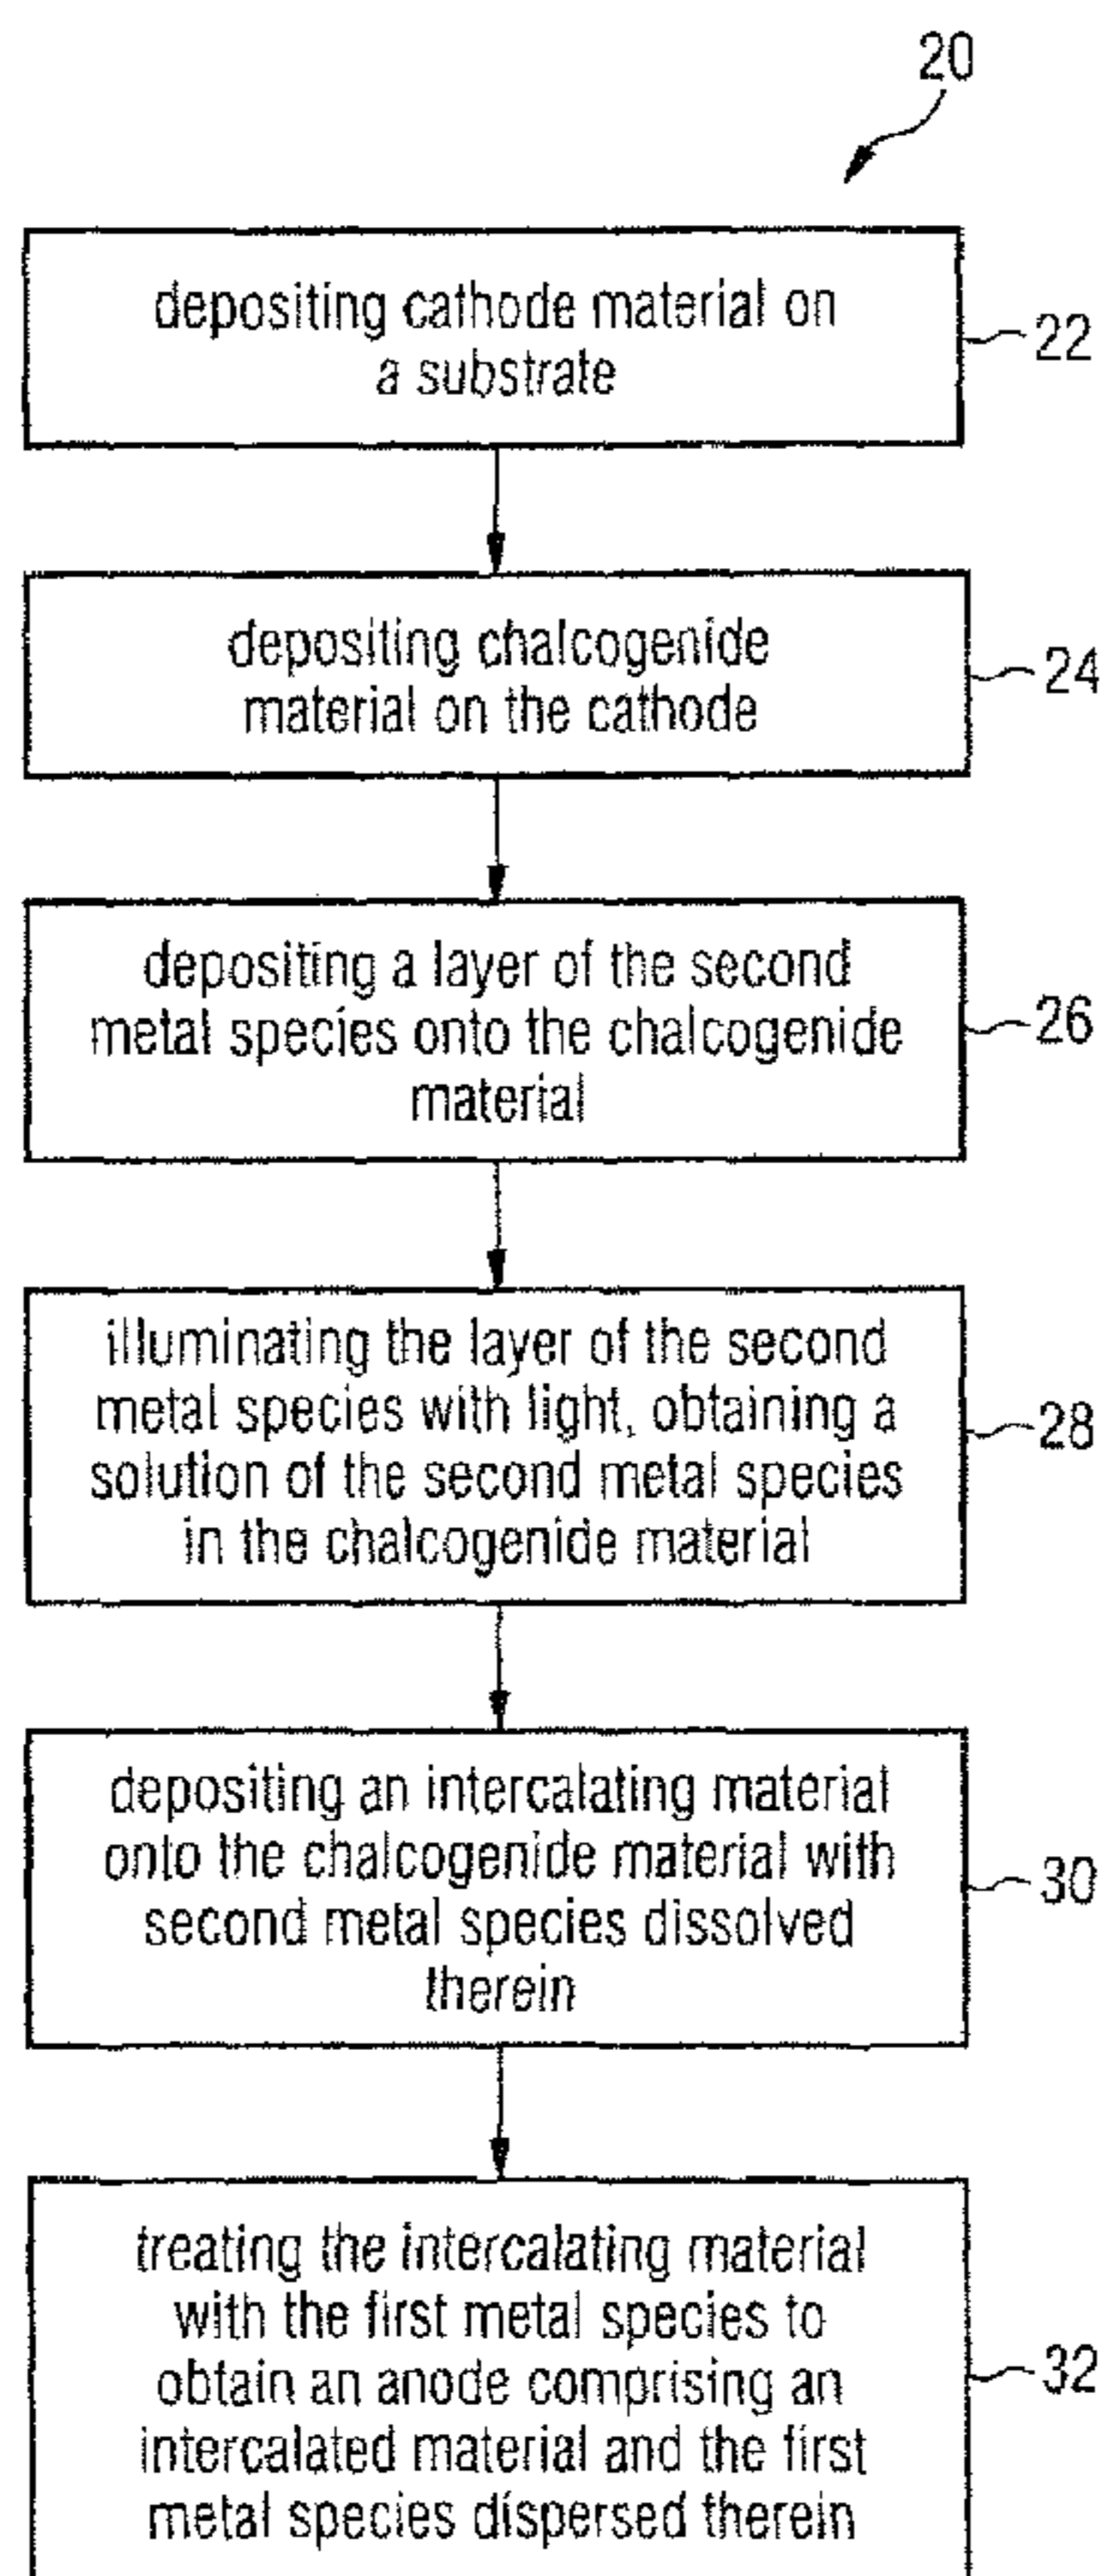 20
depositing cathode material on
a substrate
22
depositing chalcogenide
material on the cathode
24
depositing a layer of the second
metal species onto the chalcogenide
material
26
illuminating the layer of the second
metal species with light, obtaining a
solution of the second metal species
in the chalcogenide material
28
depositing an intercalating material
onto the chalcogenide material with
second metal species dissolved
therein
30
treating the intercalating material
with the first metal species to
obtain an anode comprising an
intercalated material and the first
metal species dispersed therein
32